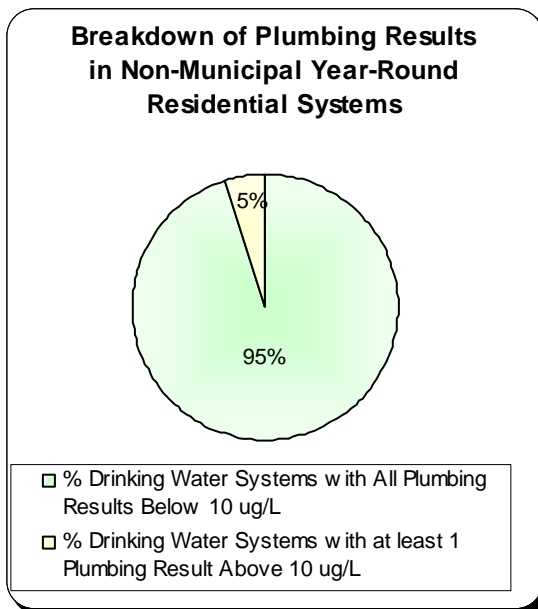 Breakdown of Plumbing Results
in Non-Municipal Year-Round
Residential Systems
5%
95%
% Drinking Water Systems with All Plumbing
Results Below 10 ug/L
% Drinking Water Systems with at least 1
Plumbing Result Above 10 ug/L